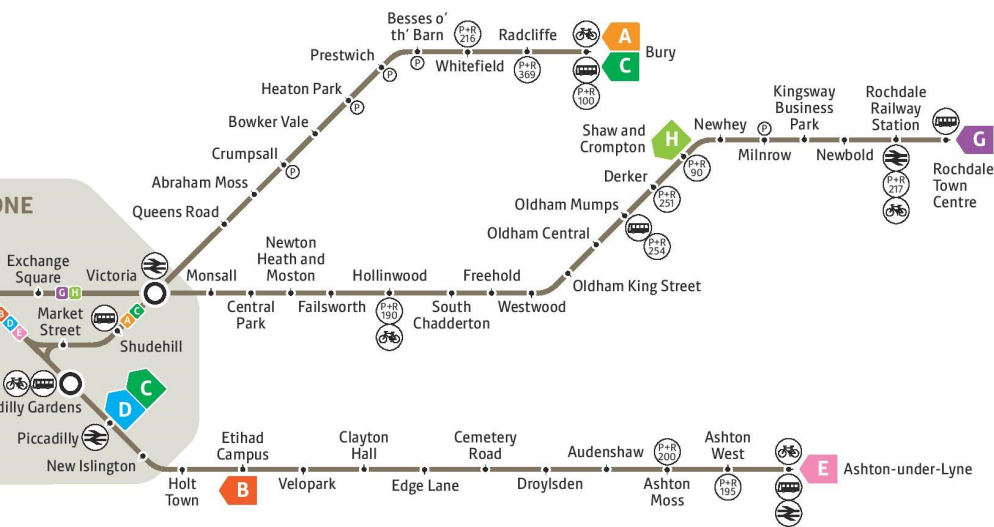 Besses o'
th' Barn
P+R
216
Radcliffe
A
Bury
C
Prestwich
P
Whitefield
P+R
369
P+R
100
Heaton Park
P
Bowker Vale
Crumpsall
P
Abraham Moss
Queens Road
Kingsway
Business
Park
Rochdale
Railway
Station
Shaw and
Crompton
H
Newhey
P
G
Milnrow
Newbold
P+R
90
Rochdale
Town
Centre
P+R
217
Derker
P+R
251
Oldham Mumps
P+R
254
Oldham Central
Oldham King Street
ONE
Exchange
Square
G
H
Victoria
Monsall
Newton
Heath and
Moston
Hollinwood
Freehold
Central
Park
Failsworth
P+R
190
South
Chadderton
Westwood
B
D
E
Market
Street
A
C
Shudehill
dilly Gardens
C
D
Piccadilly
New Islington
Etihad
Campus
Clayton
Hall
Cemetery
Road
Audenshaw
P+R
200
Ashton
West
E
Ashton-under-Lyne
Holt
Town
B
Velopark
Edge Lane
Droylsden
Ashton
Moss
P+R
195